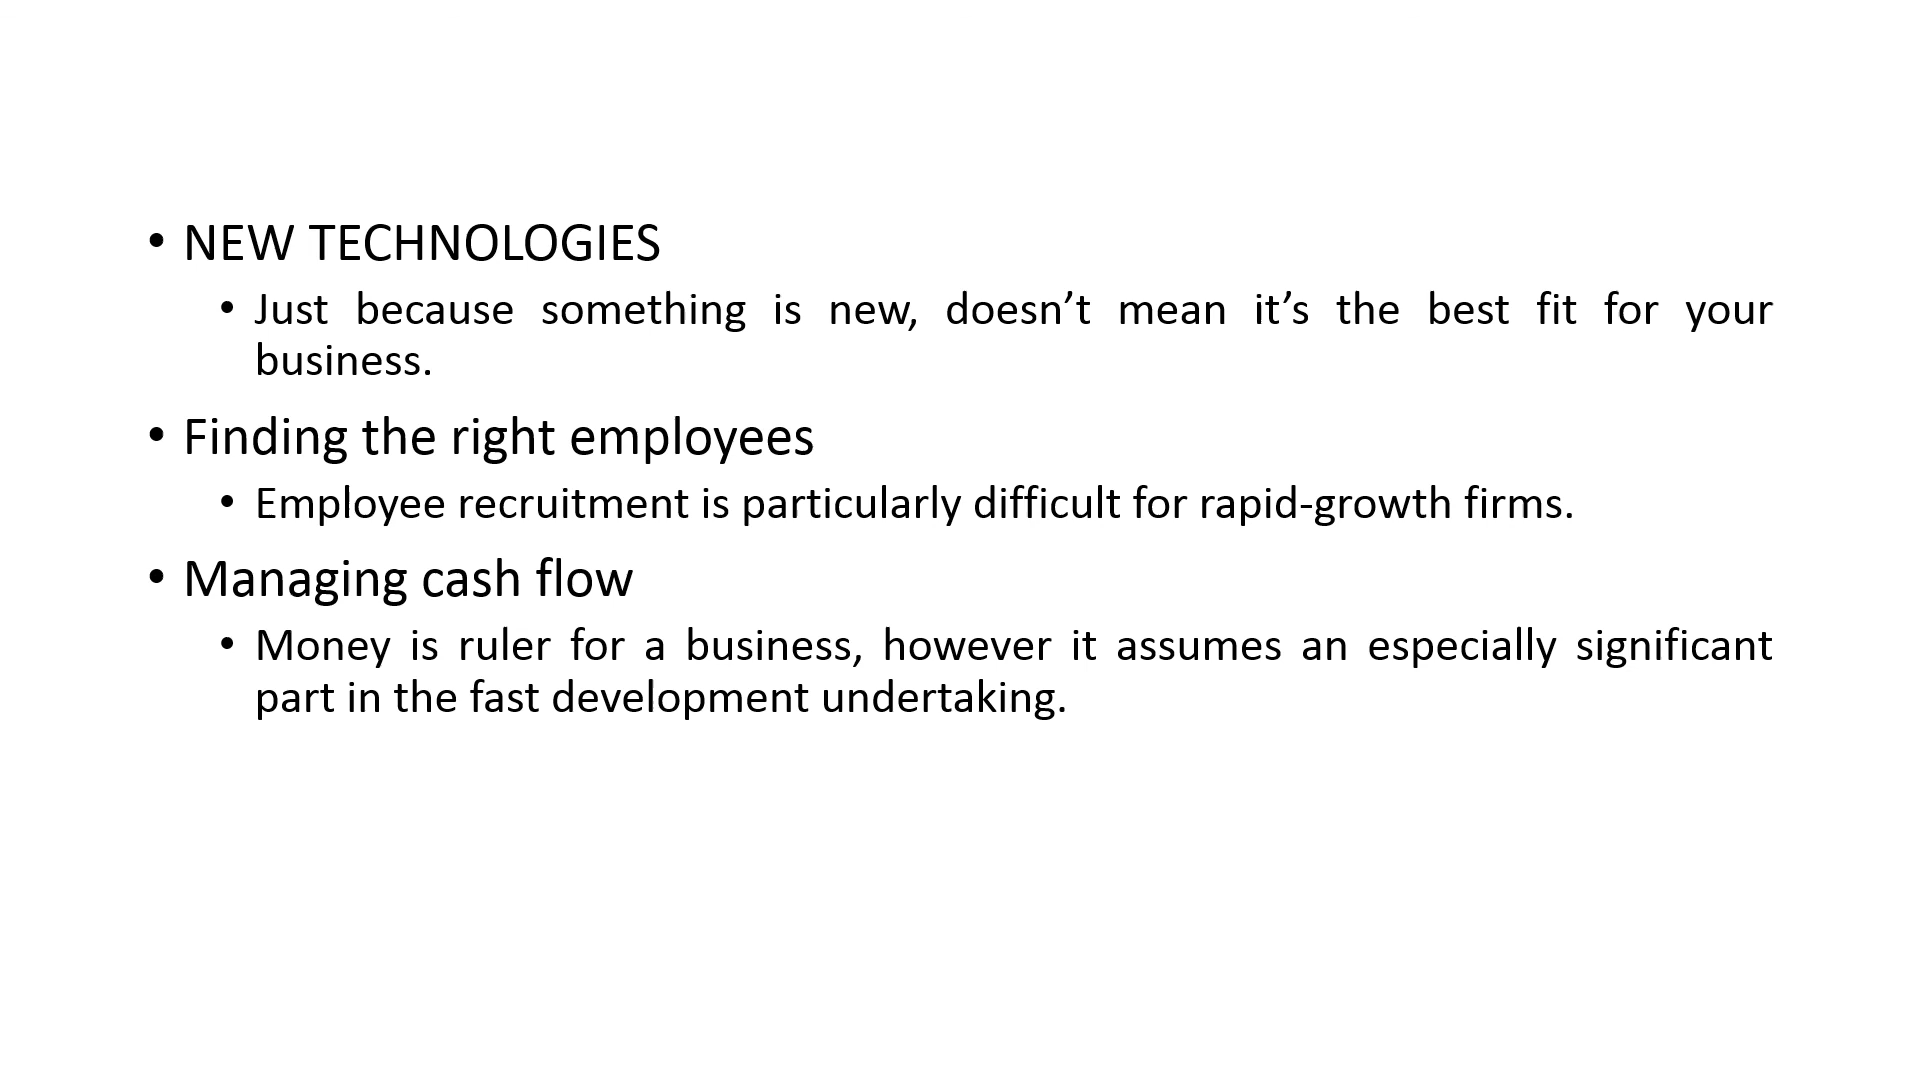 • NEW TECHNOLOGIES
• Just because something is new, doesn’t mean it’s the best fit for your
business.
• Finding the right employees
• Employee recruitment is particularly difficult for rapid-growth firms.
• Managing cash flow
• Money is ruler for a business, however it assumes an especially significant
part in the fast development undertaking.